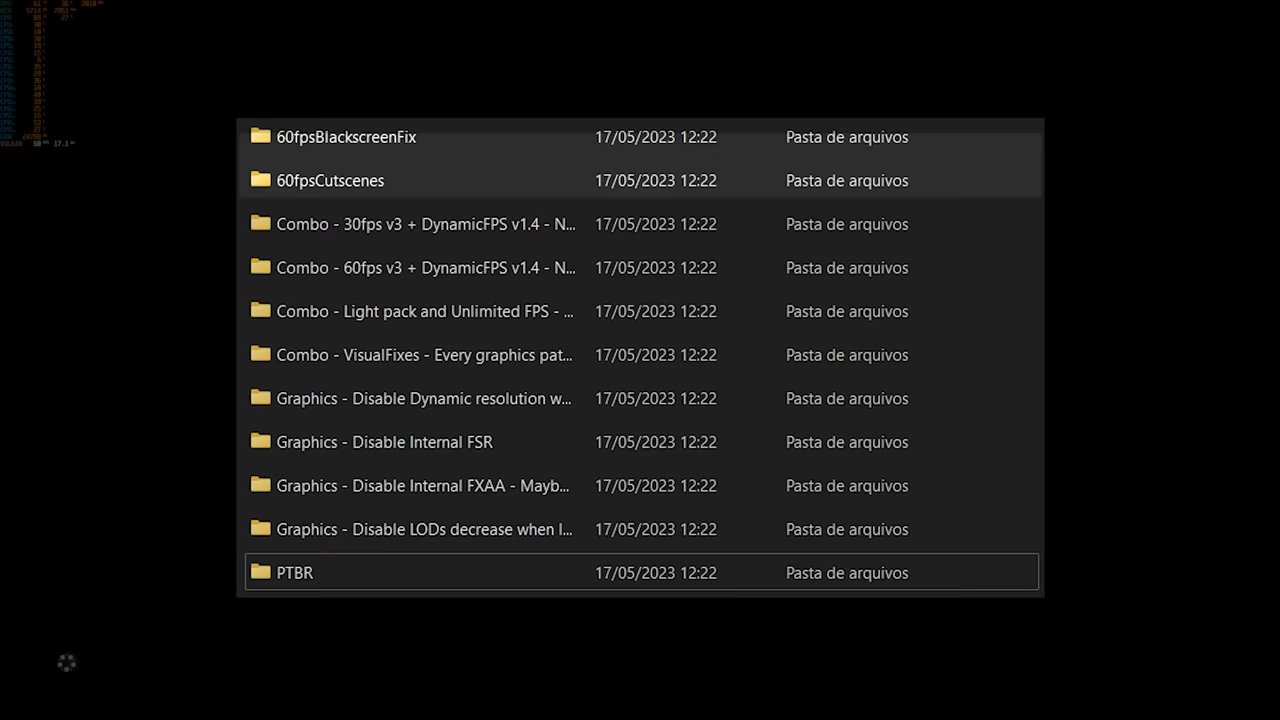 60fpsBlackscreenFix 17/05/2023 12:22 Pasta de arquivos
60fpsCutscenes 17/05/2023 12:22 Pasta de arquivos
Combo - 30fps v3 + DynamicFPS v1.4 - N... 17/05/2023 12:22 Pasta de arquivos
Combo - 60fps v3 + DynamicFPS v1.4 - N... 17/05/2023 12:22 Pasta de arquivos
Combo - Light pack and Unlimited FPS - ... 17/05/2023 12:22 Pasta de arquivos
Combo - VisualFixes - Every graphics pat... 17/05/2023 12:22 Pasta de arquivos
Graphics - Disable Dynamic resolution w... 17/05/2023 12:22 Pasta de arquivos
Graphics - Disable Internal FSR 17/05/2023 12:22 Pasta de arquivos
Graphics - Disable Internal FXAA - Mayb... 17/05/2023 12:22 Pasta de arquivos
Graphics - Disable LODs decrease when l... 17/05/2023 12:22 Pasta de arquivos
PTBR 17/05/2023 12:22 Pasta de arquivos